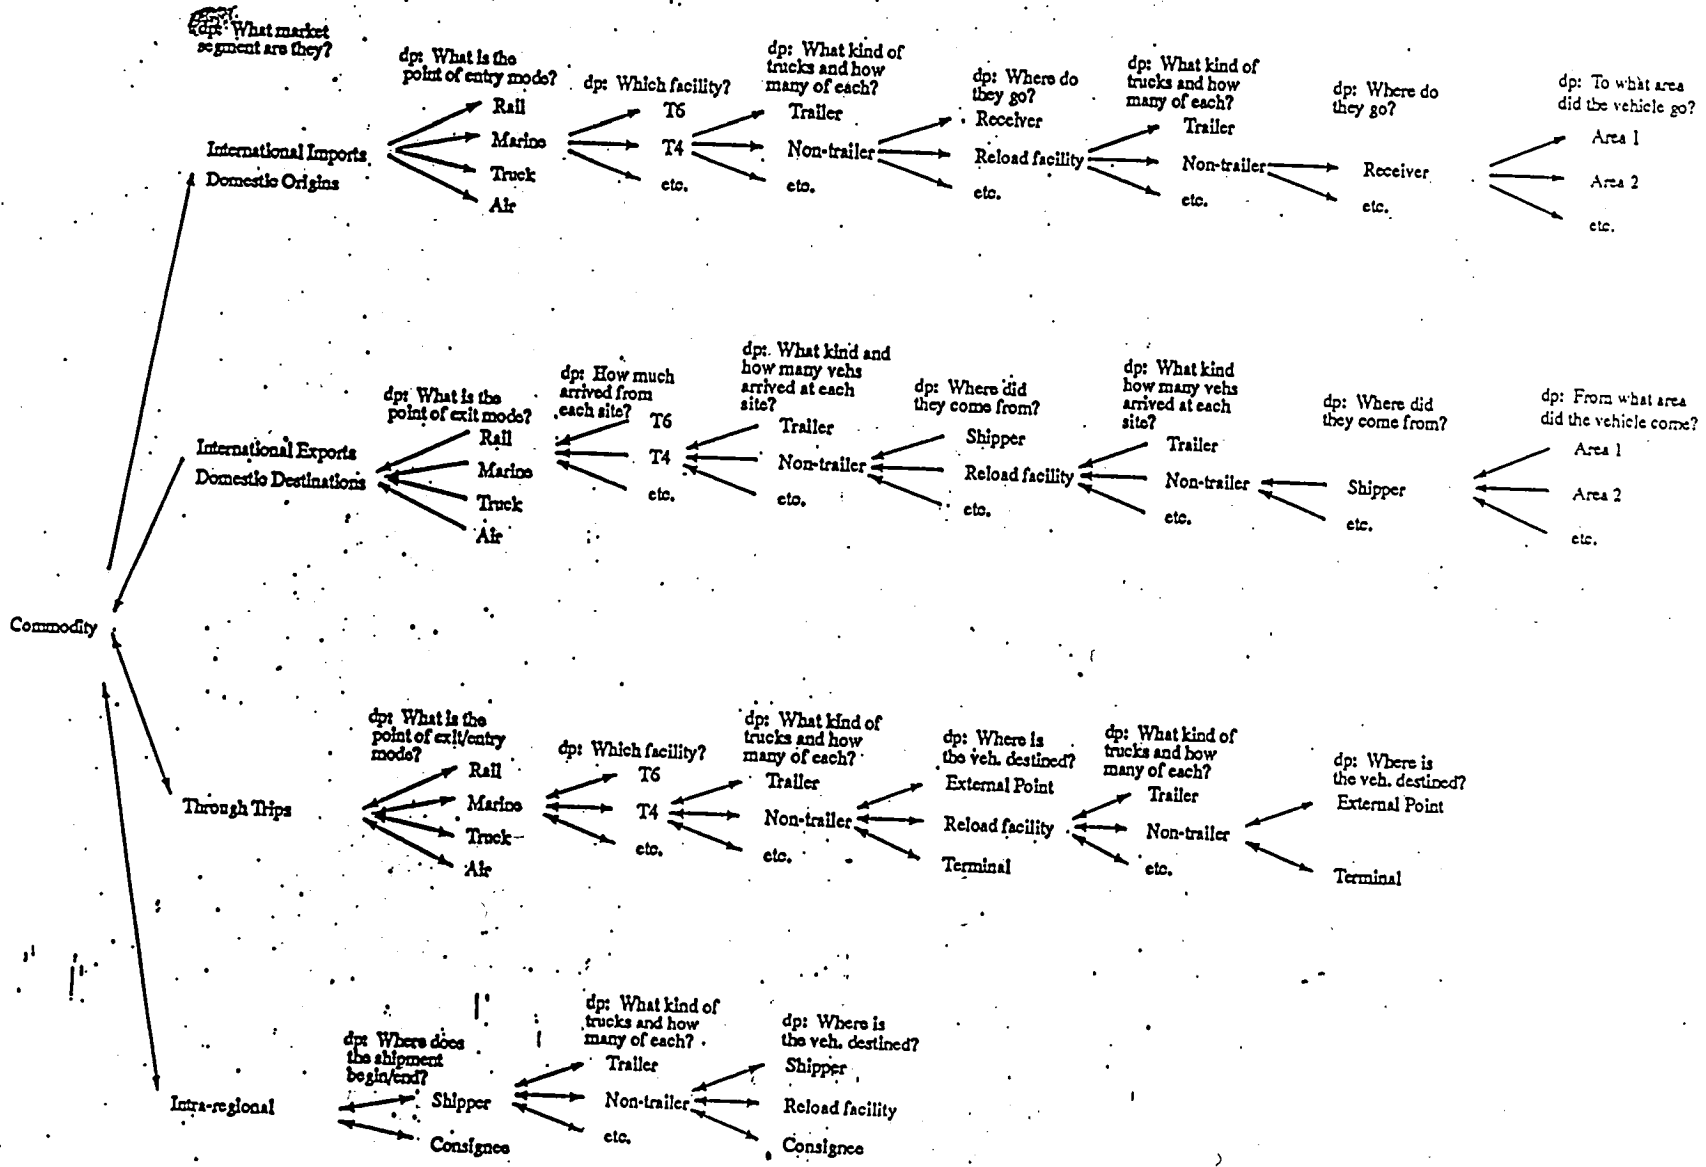 dp: What market
segment are they?
dp: What is the
point of entry mode?
dp: Which facility?
dp: What kind of
trucks and how
many of each?
dp: Where do
they go?
dp: What kind of
trucks and how
many of each?
dp: Where do
they go?
dp: To what area
did the vehicle go?
International Imports
Domestic Origins
Rail
Marine
Truck
Air
T6
T4
etc.
Trailer
Non-trailer
etc.
Receiver
Reload facility
etc.
Trailer
Non-trailer
etc.
Receiver
etc.
Area 1
Area 2
etc.
dp: What is the
point of exit mode?
dp: How much
arrived from
each site?
dp: What kind and
how many vehs
arrived at each
site?
dp: Where did
they come from?
dp: What kind
how many vehs
arrived at each
site?
dp: Where did
they come from?
dp: From what area
did the vehicle come?
International Exports
Domestic Destinations
Rail
Marine
Truck
Air
T6
T4
etc.
Trailer
Non-trailer
etc.
Shipper
Reload facility
etc.
Trailer
Non-trailer
etc.
Shipper
etc.
Area 1
Area 2
etc.
Commodity
dp: What is the
point of exit/entry
mode?
dp: Which facility?
dp: What kind of
trucks and how
many of each?
dp: Where is
the veh. destined?
dp: What kind of
trucks and how
many of each?
dp: Where is
the veh. destined?
Through Trips
Rail
Marine
Truck
Air
T6
T4
etc.
Trailer
Non-trailer
etc.
External Point
Reload facility
Terminal
Trailer
Non-trailer
etc.
External Point
Terminal
dp: Where does
the shipment
begin/end?
dp: What kind of
trucks and how
many of each?
dp: Where is
the veh. destined?
Intra-regional
Shipper
Consignee
Trailer
Non-trailer
etc.
Shipper
Reload facility
Consignee